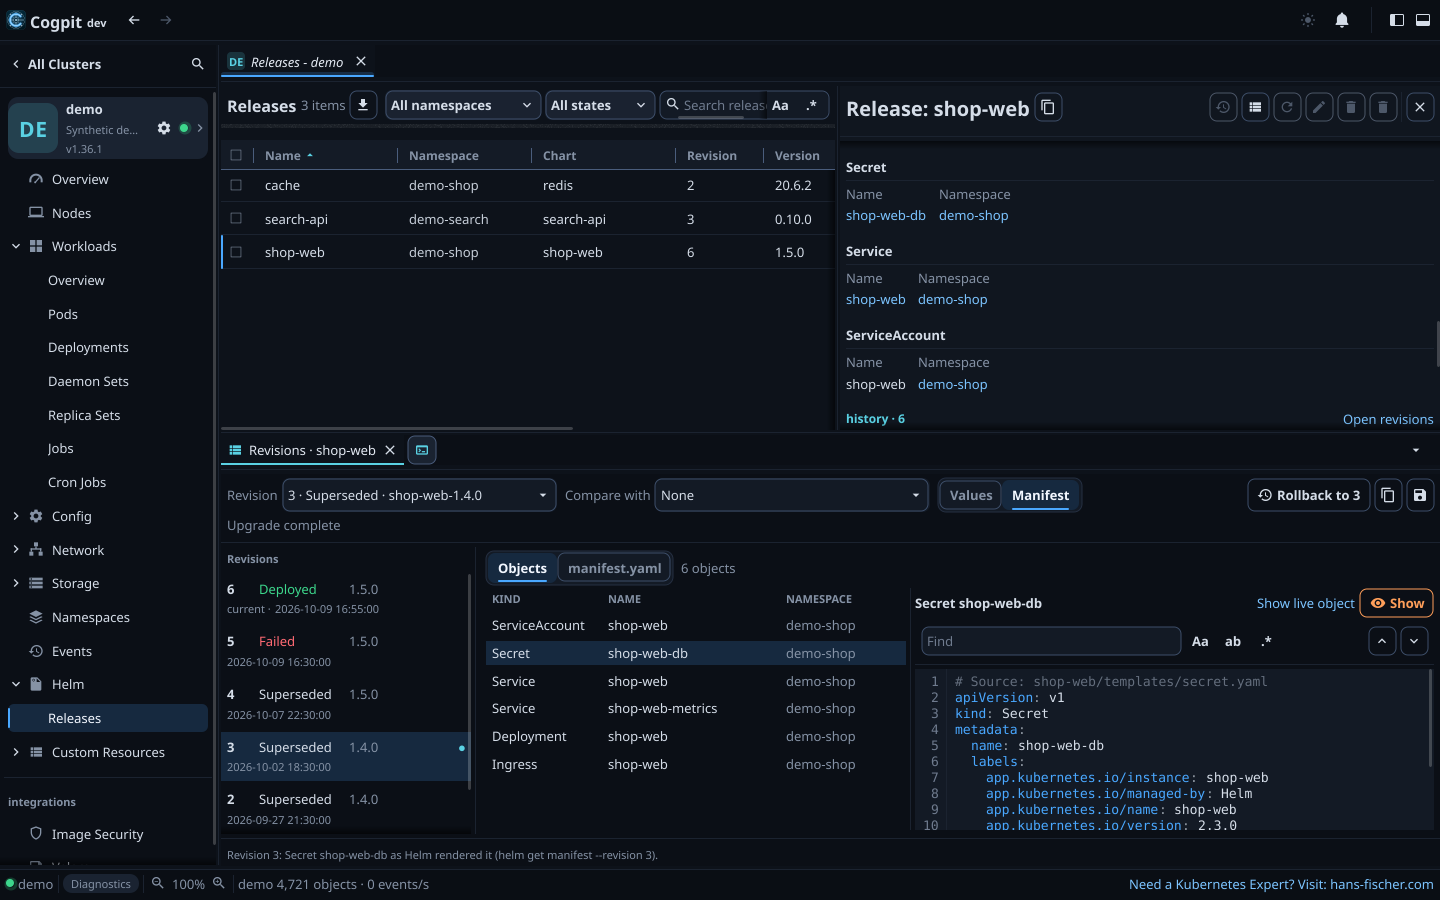 Cogpit dev
All Clusters
DE Releases - demo
DE
demo
Synthetic de...
v1.36.1
Overview
Nodes
Workloads
Overview
Pods
Deployments
Daemon Sets
Replica Sets
Jobs
Cron Jobs
Config
Network
Storage
Namespaces
Events
Helm
Releases
Custom Resources
integrations
Image Security
Releases 3 items All namespaces All states Search releas Aa .*
Name Namespace Chart Revision Version
cache demo-shop redis 2 20.6.2
search-api demo-search search-api 3 0.10.0
shop-web demo-shop shop-web 6 1.5.0
Release: shop-web
Secret
Name Namespace
shop-web-db demo-shop
Service
Name Namespace
shop-web demo-shop
ServiceAccount
Name Namespace
shop-web demo-shop
history · 6 Open revisions
Revisions · shop-web
Revision 3 · Superseded · shop-web-1.4.0 Compare with None Values Manifest Rollback to 3
Upgrade complete
Revisions
6 Deployed 1.5.0
current · 2026-10-09 16:55:00
5 Failed 1.5.0
2026-10-09 16:30:00
4 Superseded 1.5.0
2026-10-07 22:30:00
3 Superseded 1.4.0
2026-10-02 18:30:00
2 Superseded 1.4.0
2026-09-27 21:30:00
Objects manifest.yaml 6 objects
KIND NAME NAMESPACE
ServiceAccount shop-web demo-shop
Secret shop-web-db demo-shop
Service shop-web demo-shop
Service shop-web-metrics demo-shop
Deployment shop-web demo-shop
Ingress shop-web demo-shop
Secret shop-web-db Show live object Show
Find Aa ab .*
1 # Source: shop-web/templates/secret.yaml
2 apiVersion: v1
3 kind: Secret
4 metadata:
5 name: shop-web-db
6 labels:
7 app.kubernetes.io/instance: shop-web
8 app.kubernetes.io/managed-by: Helm
9 app.kubernetes.io/name: shop-web
10 app.kubernetes.io/version: 2.3.0
Revision 3: Secret shop-web-db as Helm rendered it (helm get manifest --revision 3).
demo Diagnostics 100% demo 4,721 objects · 0 events/s Need a Kubernetes Expert? Visit: hans-fischer.com